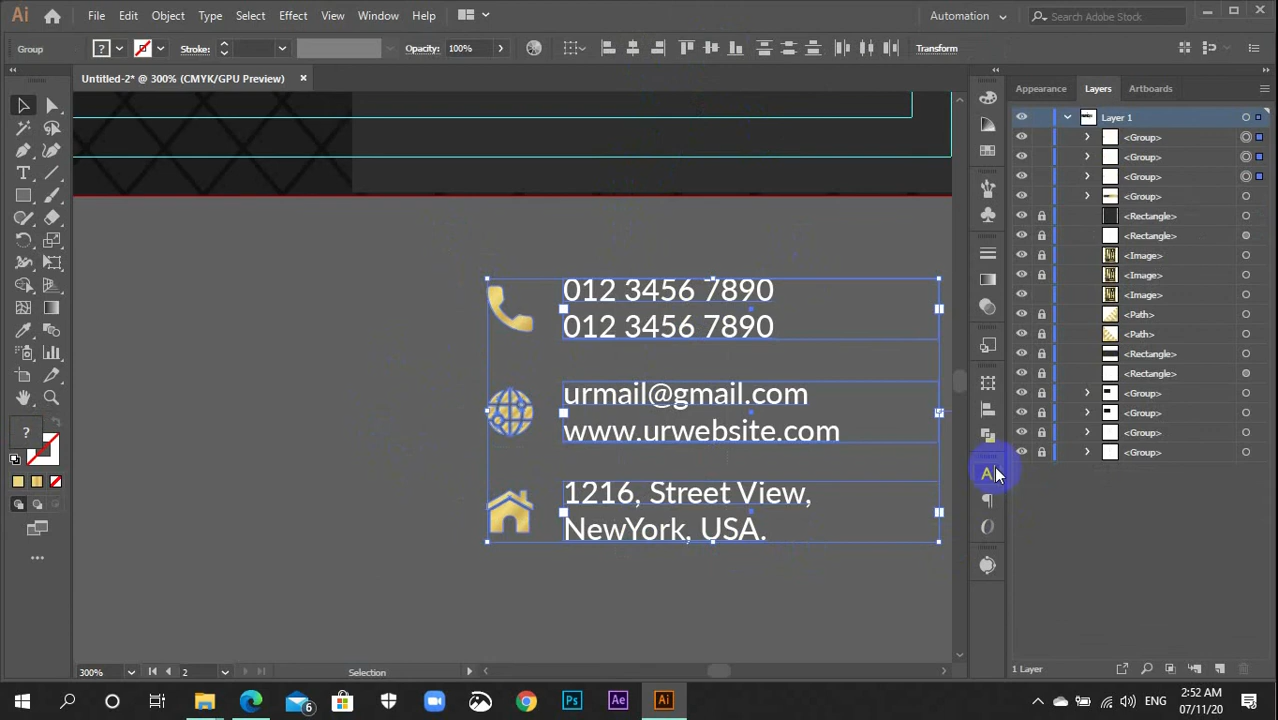 Ai
File Edit Object Type Select Effect View Window Help
Automation
Search Adobe Stock
Group
?
Stroke:
Opacity: 100%
Transform
Untitled-2* @ 300% (CMYK/GPU Preview) ×
Appearance Layers Artboards
Layer 1
<Group>
<Group>
<Group>
<Group>
<Rectangle>
<Rectangle>
<Image>
<Image>
<Image>
<Path>
<Path>
<Rectangle>
<Rectangle>
<Group>
<Group>
<Group>
<Group>
012 3456 7890
012 3456 7890
urmail@gmail.com
www.urwebsite.com
1216, Street View,
NewYork, USA.
T
?
A
¶
O
300%
2
Selection
1 Layer
6
Ps
Ae
Ai
ENG
2:52 AM
07/11/20